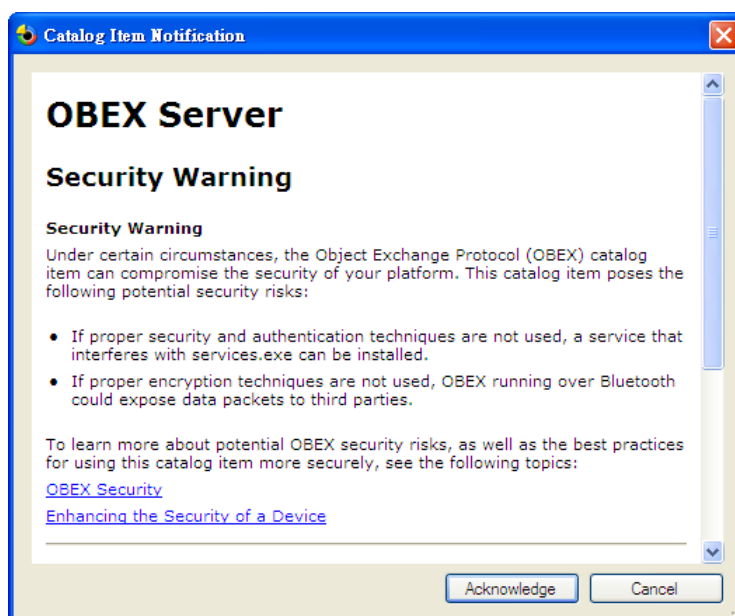 Catalog Item Notification
OBEX Server
Security Warning
Security Warning
Under certain circumstances, the Object Exchange Protocol (OBEX) catalog
item can compromise the security of your platform. This catalog item poses the
following potential security risks:
• If proper security and authentication techniques are not used, a service that
interferes with services.exe can be installed.
• If proper encryption techniques are not used, OBEX running over Bluetooth
could expose data packets to third parties.
To learn more about potential OBEX security risks, as well as the best practices
for using this catalog item more securely, see the following topics:
OBEX Security
Enhancing the Security of a Device
Acknowledge
Cancel